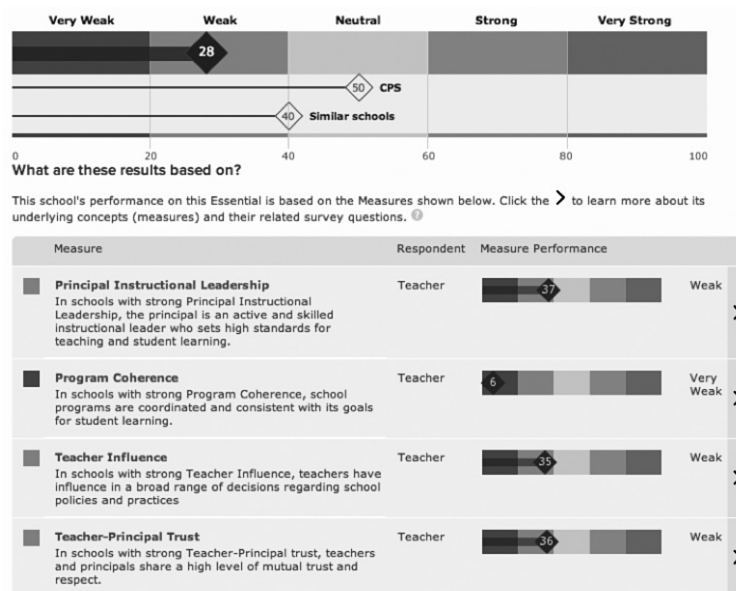 Very Weak Weak Neutral Strong Very Strong
28
50 CPS
40 Similar schools
0 20 40 60 80 100
What are these results based on?
This school's performance on this Essential is based on the Measures shown below. Click the > to learn more about its
underlying concepts (measures) and their related survey questions. ?
Measure Respondent Measure Performance
Principal Instructional Leadership Teacher 37 Weak
In schools with strong Principal Instructional
Leadership, the principal is an active and skilled
instructional leader who sets high standards for
teaching and student learning.
Program Coherence Teacher 6 Very
Weak
In schools with strong Program Coherence, school
programs are coordinated and consistent with its goals
for student learning.
Teacher Influence Teacher 35 Weak
In schools with strong Teacher Influence, teachers have
influence in a broad range of decisions regarding school
policies and practices
Teacher-Principal Trust Teacher 36 Weak
In schools with strong Teacher-Principal trust, teachers
and principals share a high level of mutual trust and
respect.